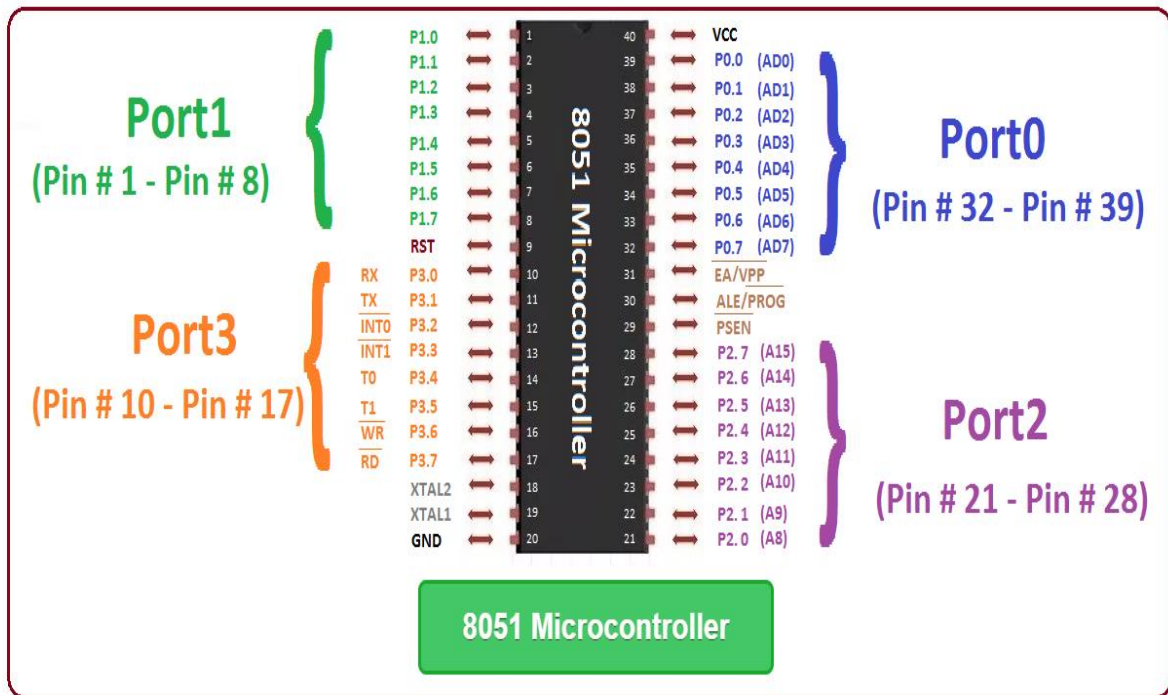 Port1
(Pin # 1 - Pin # 8)
Port3
(Pin # 10 - Pin # 17)
P1.0 1
P1.1 2
P1.2 3
P1.3 4
P1.4 5
P1.5 6
P1.6 7
P1.7 8
RST 9
RX P3.0 10
TX P3.1 11
INT0 P3.2 12
INT1 P3.3 13
T0 P3.4 14
T1 P3.5 15
WR P3.6 16
RD P3.7 17
XTAL2 18
XTAL1 19
GND 20
8051 Microcontroller
40 VCC
39 P0.0 (AD0)
38 P0.1 (AD1)
37 P0.2 (AD2)
36 P0.3 (AD3)
35 P0.4 (AD4)
34 P0.5 (AD5)
33 P0.6 (AD6)
32 P0.7 (AD7)
31 EA/VPP
30 ALE/PROG
29 PSEN
28 P2.7 (A15)
27 P2.6 (A14)
26 P2.5 (A13)
25 P2.4 (A12)
24 P2.3 (A11)
23 P2.2 (A10)
22 P2.1 (A9)
21 P2.0 (A8)
Port0
(Pin # 32 - Pin # 39)
Port2
(Pin # 21 - Pin # 28)
8051 Microcontroller